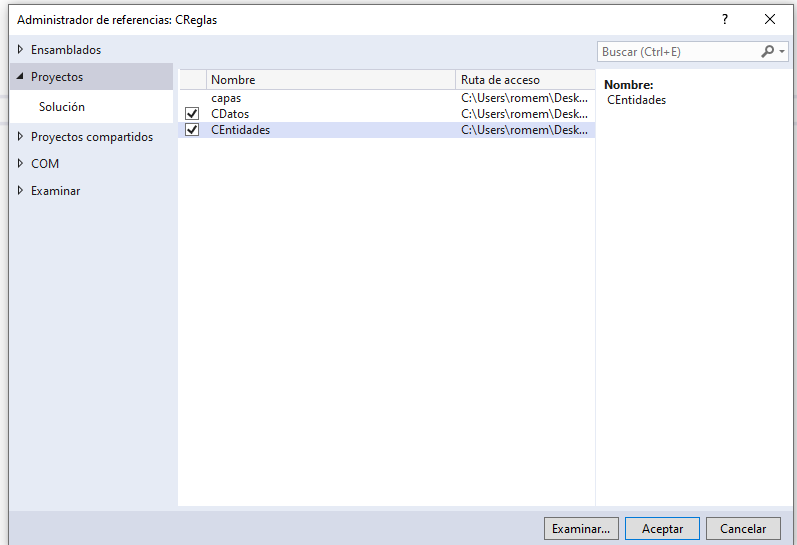 Administrador de referencias: CReglas ?
Ensamblados
Proyectos
Solución
Proyectos compartidos
COM
Examinar
Nombre Ruta de acceso
capas C:\Users\romem\Desk...
CDatos C:\Users\romem\Desk...
CEntidades C:\Users\romem\Desk...
Buscar (Ctrl+E)
Nombre:
CEntidades
Examinar... Aceptar Cancelar